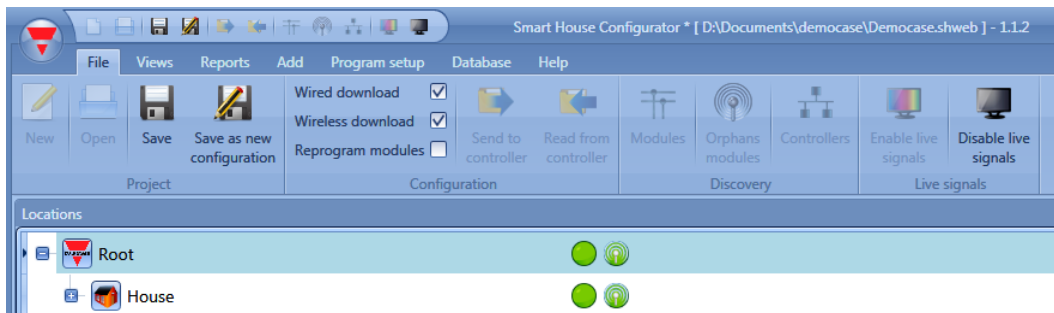 Smart House Configurator * [ D:\Documents\democase\Democase.shweb ] - 1.1.2
File Views Reports Add Program setup Database Help
New
Open
Save
Save as new
configuration
Project
Wired download
Wireless download
Reprogram modules
Send to
controller
Read from
controller
Configuration
Modules
Orphans
modules
Controllers
Discovery
Enable live
signals
Disable live
signals
Live signals
Locations
Root
House